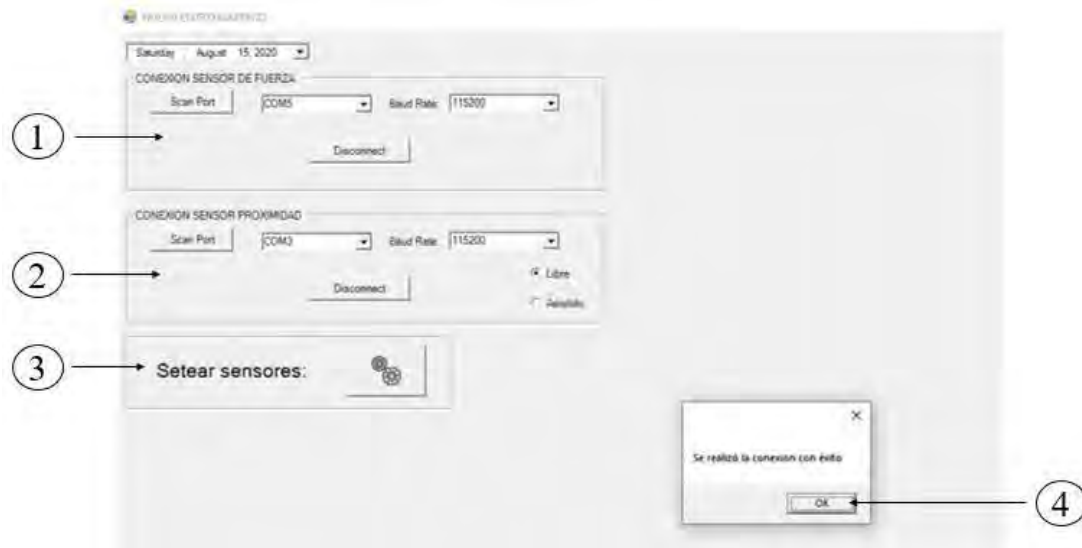 Saturday , August 15, 2020
CONEXION SENSOR DE FUERZA
Scan Port COM5 Baud Rate: 115200
1
Disconnect
CONEXION SENSOR PROXIMIDAD
Scan Port COM3 Baud Rate: 115200
2
Libre
Disconnect
3
Setear sensores:
Se realizó la conexion con éxito
OK
4